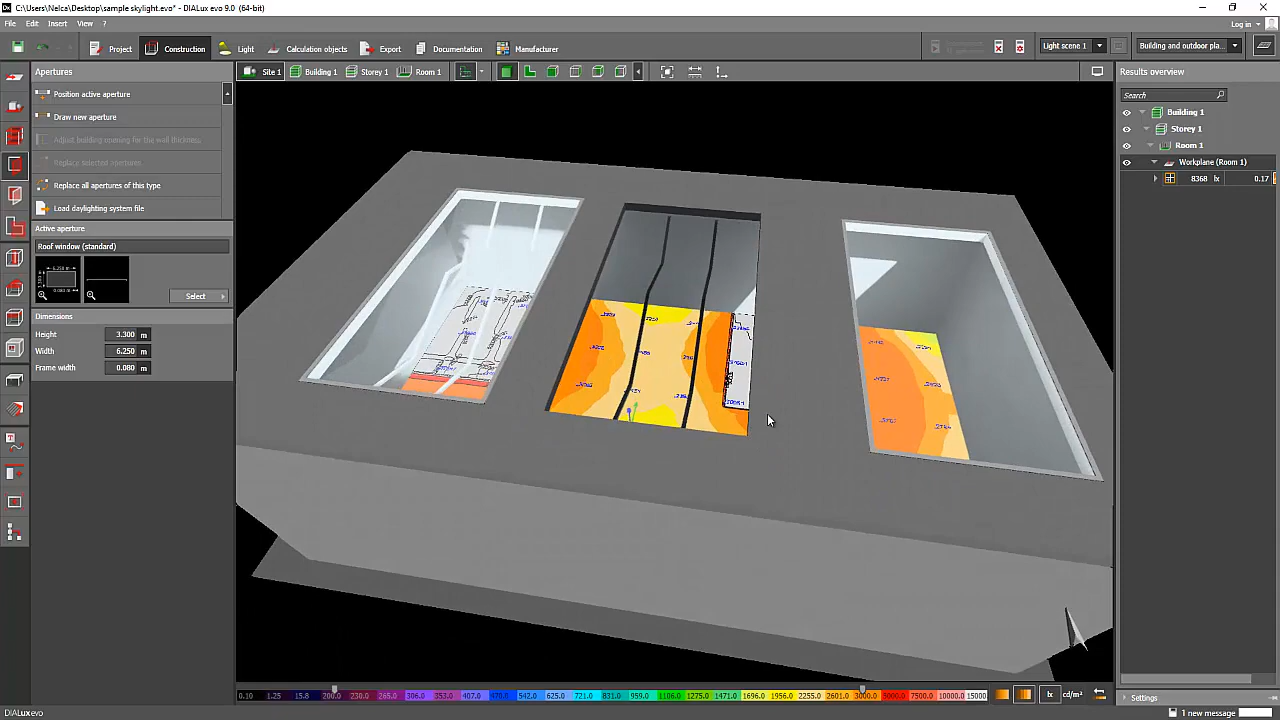 C:\Users\Nelca\Desktop\sample skylight.evo* - DIALux evo 9.0 (64-bit)
File Edit Insert View ?
Log in
Project Construction Light Calculation objects Export Documentation Manufacturer
Light scene 1
Building and outdoor pla...
Apertures
Site 1 Building 1 Storey 1 Room 1
Results overview
Position active aperture
Draw new aperture
Adjust building opening for the wall thickness
Replace selected apertures
Replace all apertures of this type
Load daylighting system file
Search
Building 1
Storey 1
Room 1
Workplane (Room 1)
8368 lx 0.17
Active aperture
Roof window (standard)
Select
Dimensions
Height 3.300 m
Width 6.250 m
Frame width 0.080 m
0.10 1.25 15.8 200.0 230.0 265.0 306.0 353.0 407.0 470.0 542.0 625.0 721.0 831.0 959.0 1106.0 1275.0 1471.0 1696.0 1956.0 2255.0 2601.0 3000.0 5000.0 7500.0 10000.0 15000
lx cd/m²
Settings
DIALux evo
1 new message